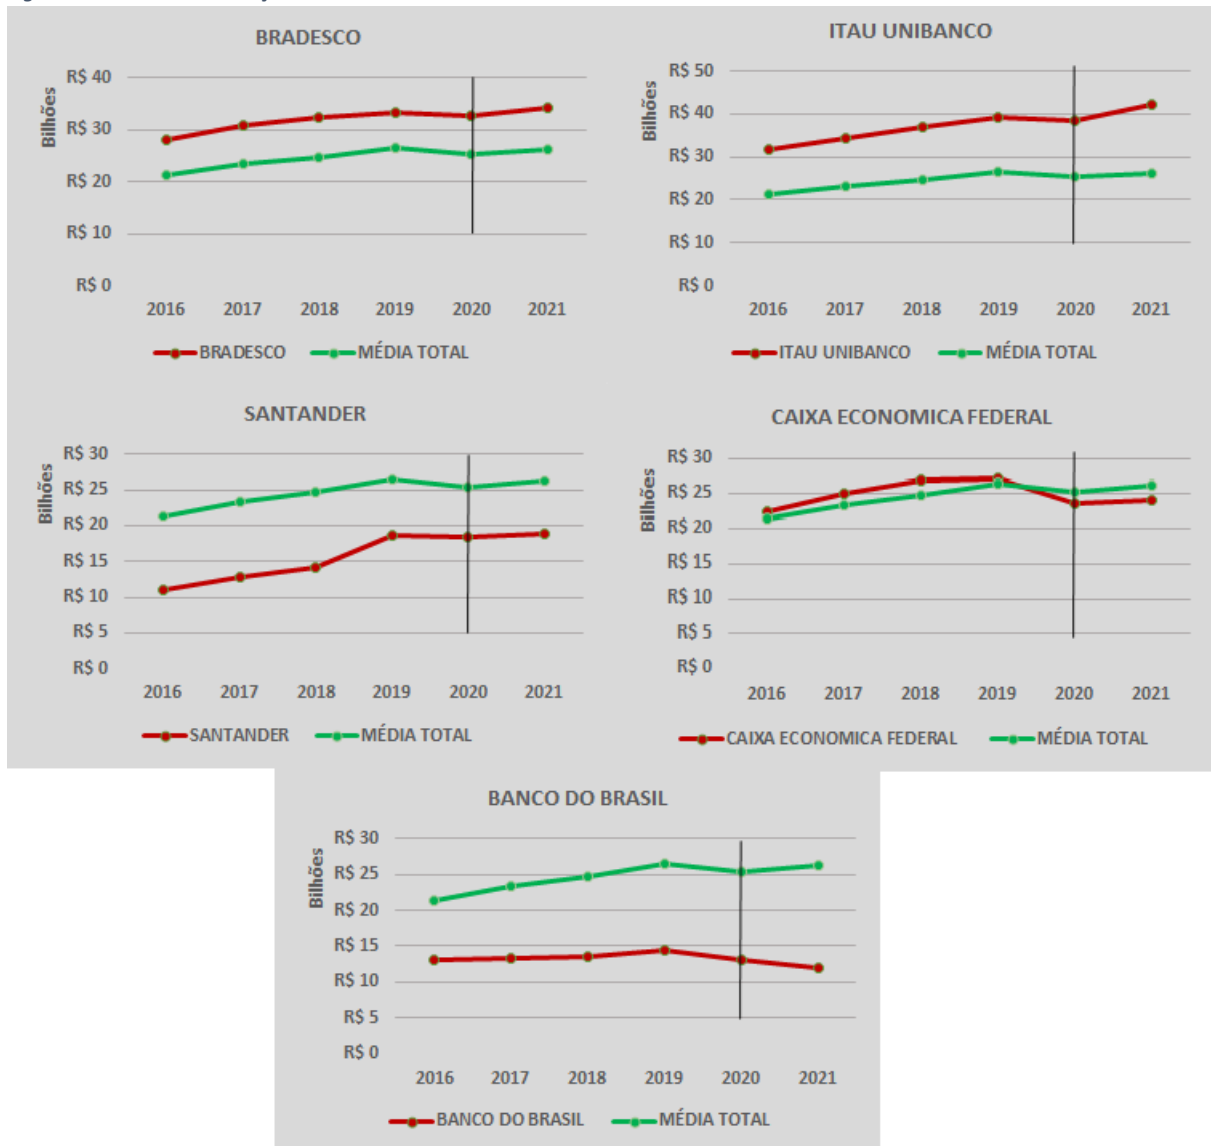 BRADESCO
Bilhões
R$ 40
R$ 30
R$ 20
R$ 10
R$ 0
2016 2017 2018 2019 2020 2021
BRADESCO MÉDIA TOTAL
ITAU UNIBANCO
Bilhões
R$ 50
R$ 40
R$ 30
R$ 20
R$ 10
R$ 0
2016 2017 2018 2019 2020 2021
ITAU UNIBANCO MÉDIA TOTAL
SANTANDER
Bilhões
R$ 30
R$ 25
R$ 20
R$ 15
R$ 10
R$ 5
R$ 0
2016 2017 2018 2019 2020 2021
SANTANDER MÉDIA TOTAL
CAIXA ECONOMICA FEDERAL
Bilhões
R$ 30
R$ 25
R$ 20
R$ 15
R$ 10
R$ 5
R$ 0
2016 2017 2018 2019 2020 2021
CAIXA ECONOMICA FEDERAL MÉDIA TOTAL
BANCO DO BRASIL
Bilhões
R$ 30
R$ 25
R$ 20
R$ 15
R$ 10
R$ 5
R$ 0
2016 2017 2018 2019 2020 2021
BANCO DO BRASIL MÉDIA TOTAL